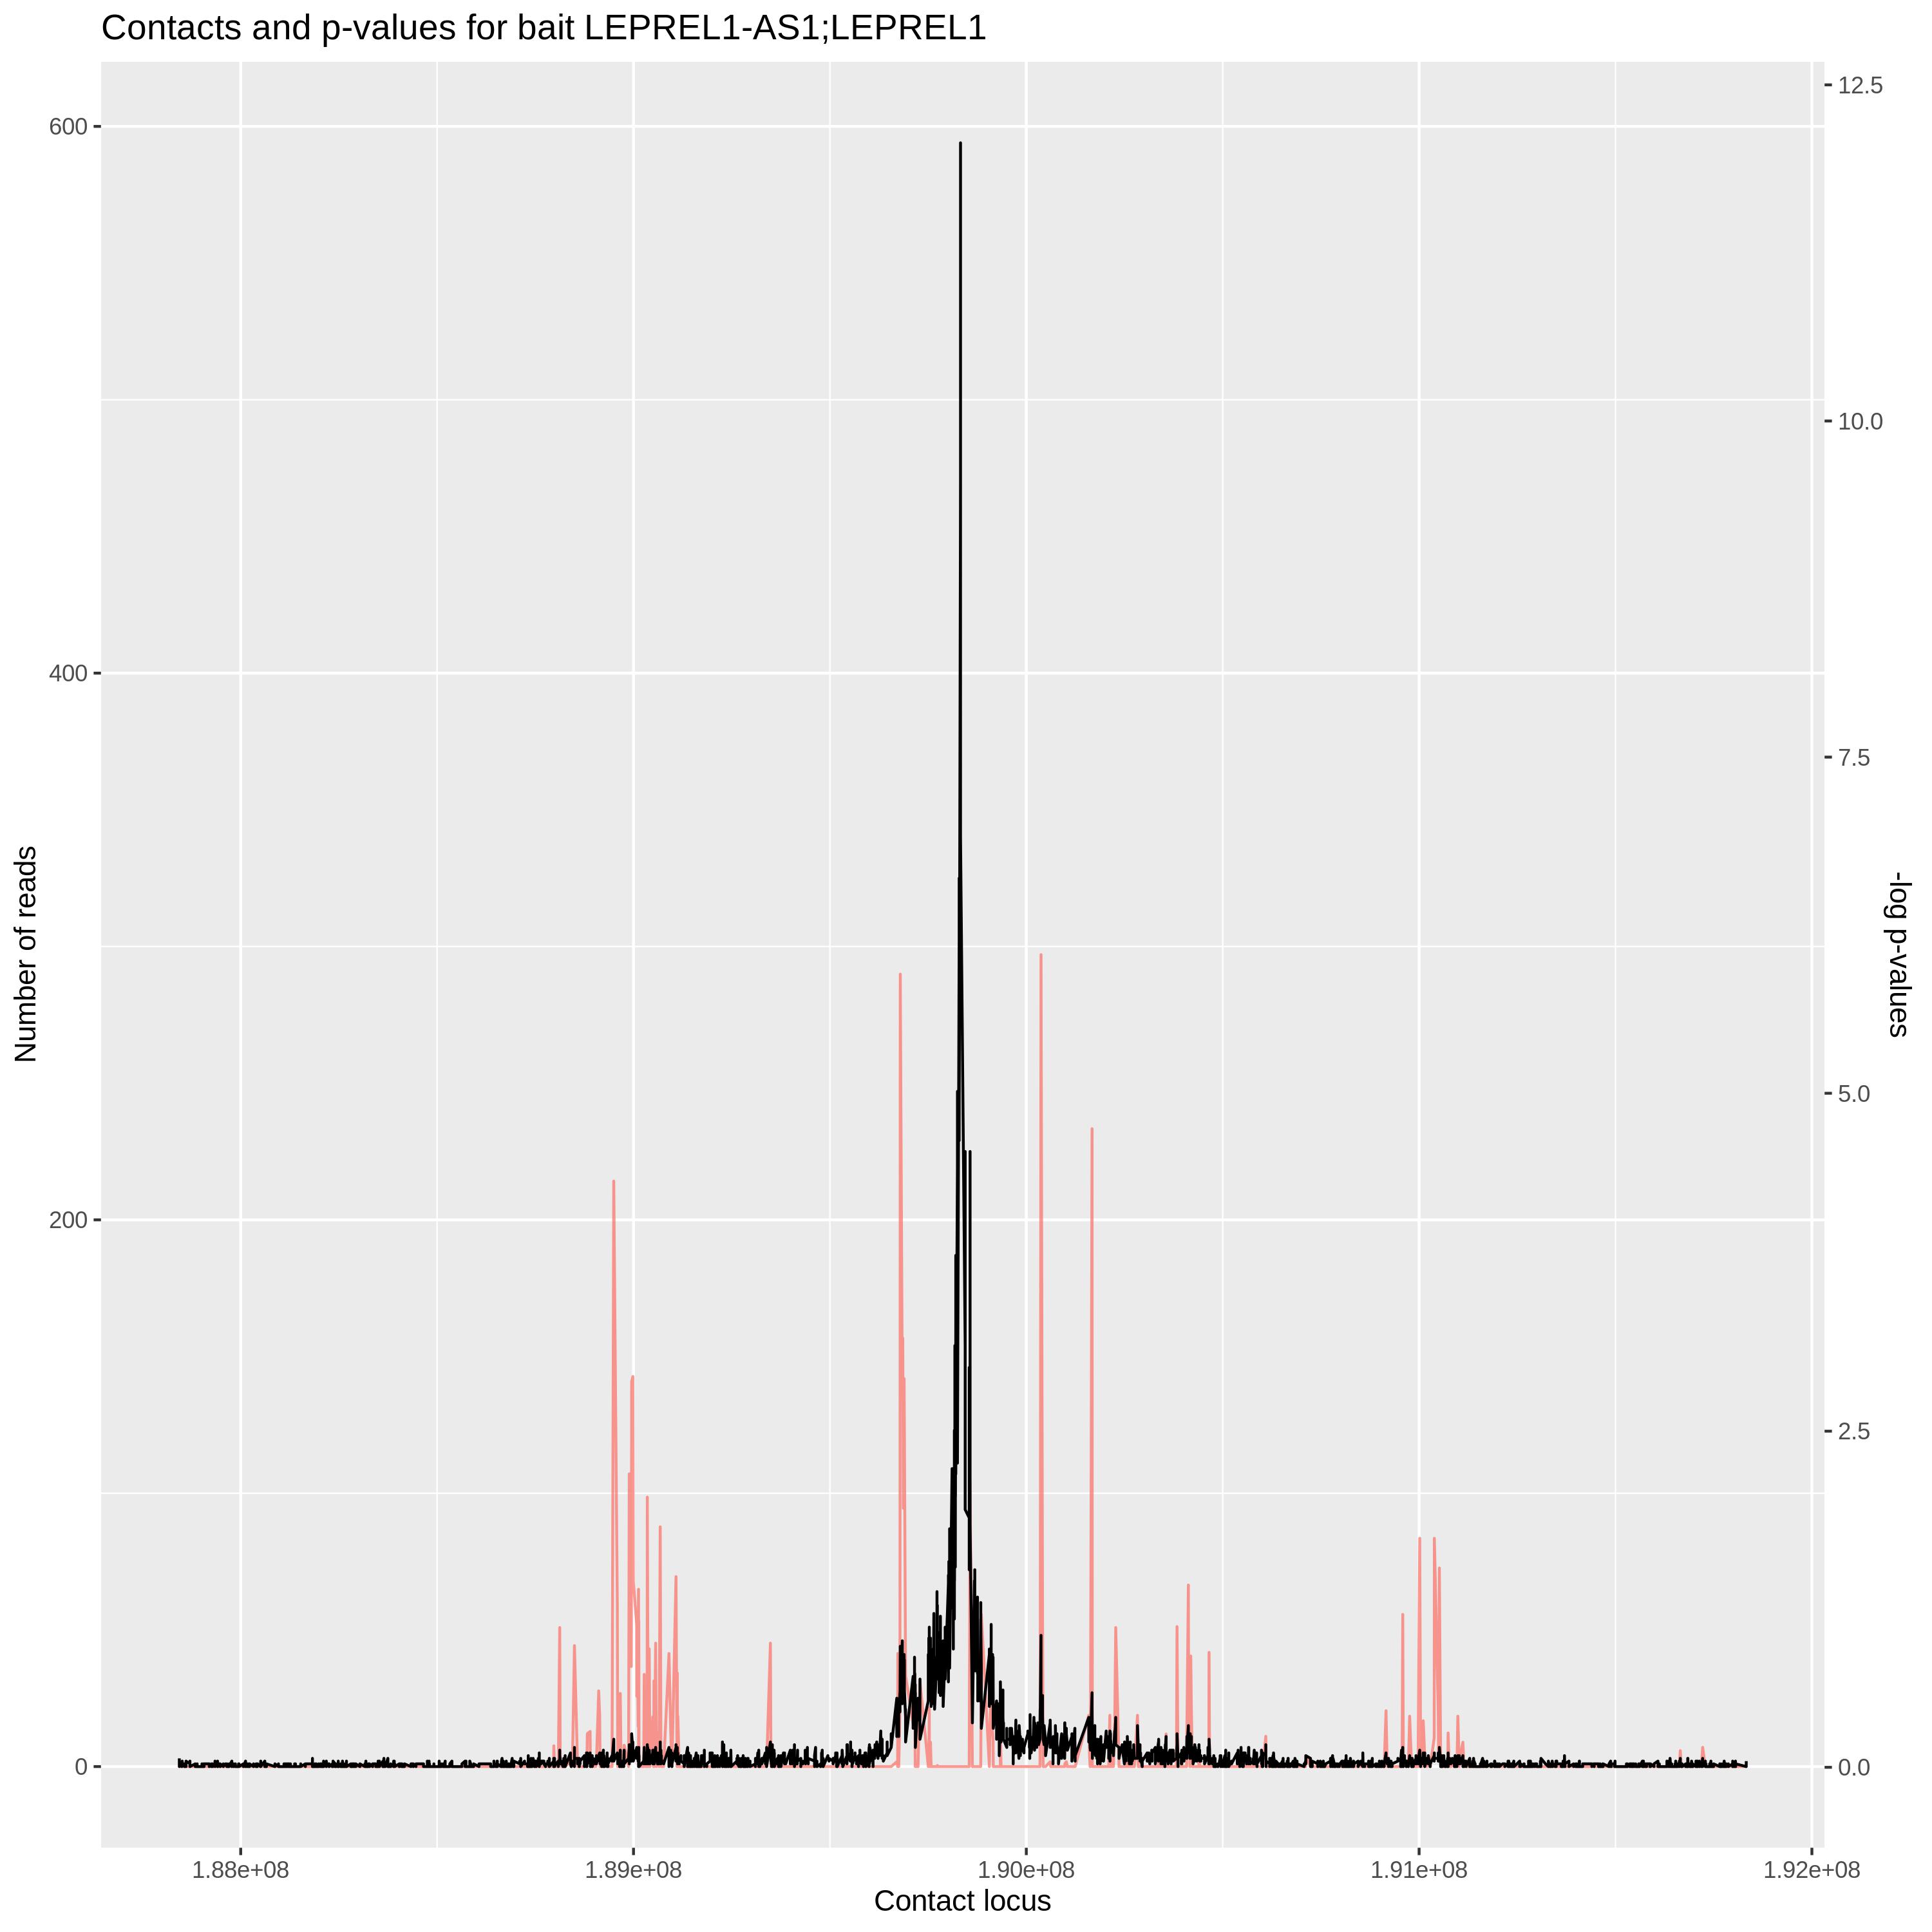 Contacts and p-values for bait LEPREL1-AS1;LEPREL1
600
400
200
0
Number of reads
12.5
10.0
7.5
5.0
2.5
0.0
-log p-values
1.88e+08
1.89e+08
1.90e+08
1.91e+08
1.92e+08
Contact locus